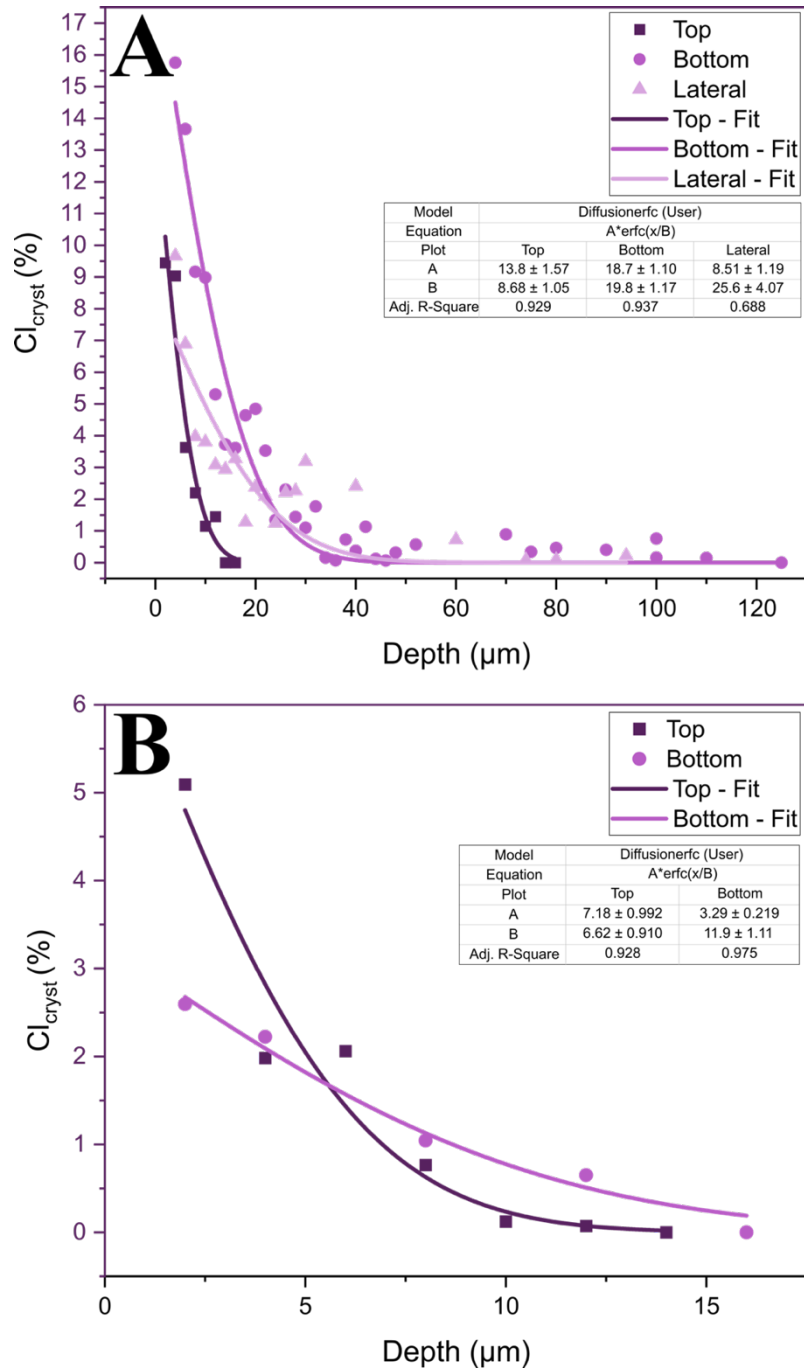 A
17
16
15
14
13
12
11
10
9
8
7
6
5
4
3
2
1
0
Cl_cryst (%)
Top
Bottom
Lateral
Top - Fit
Bottom - Fit
Lateral - Fit
Model Diffusionerfc (User)
Equation A*erfc(x/B)
Plot Top Bottom Lateral
A 13.8 ± 1.57 18.7 ± 1.10 8.51 ± 1.19
B 8.68 ± 1.05 19.8 ± 1.17 25.6 ± 4.07
Adj. R-Square 0.929 0.937 0.688
0 20 40 60 80 100 120
Depth (µm)
B
6
5
4
3
2
1
0
Cl_cryst (%)
Top
Bottom
Top - Fit
Bottom - Fit
Model Diffusionerfc (User)
Equation A*erfc(x/B)
Plot Top Bottom
A 7.18 ± 0.992 3.29 ± 0.219
B 6.62 ± 0.910 11.9 ± 1.11
Adj. R-Square 0.928 0.975
0 5 10 15
Depth (µm)